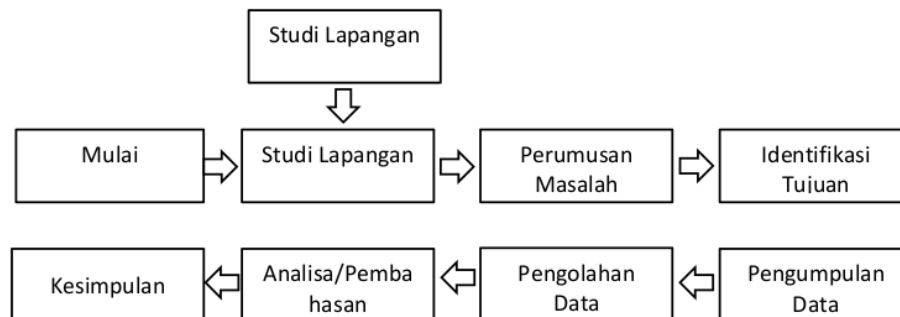 Studi Lapangan
Mulai
Studi Lapangan
Perumusan
Masalah
Identifikasi
Tujuan
Kesimpulan
Analisa/Pemba
hasan
Pengolahan
Data
Pengumpulan
Data